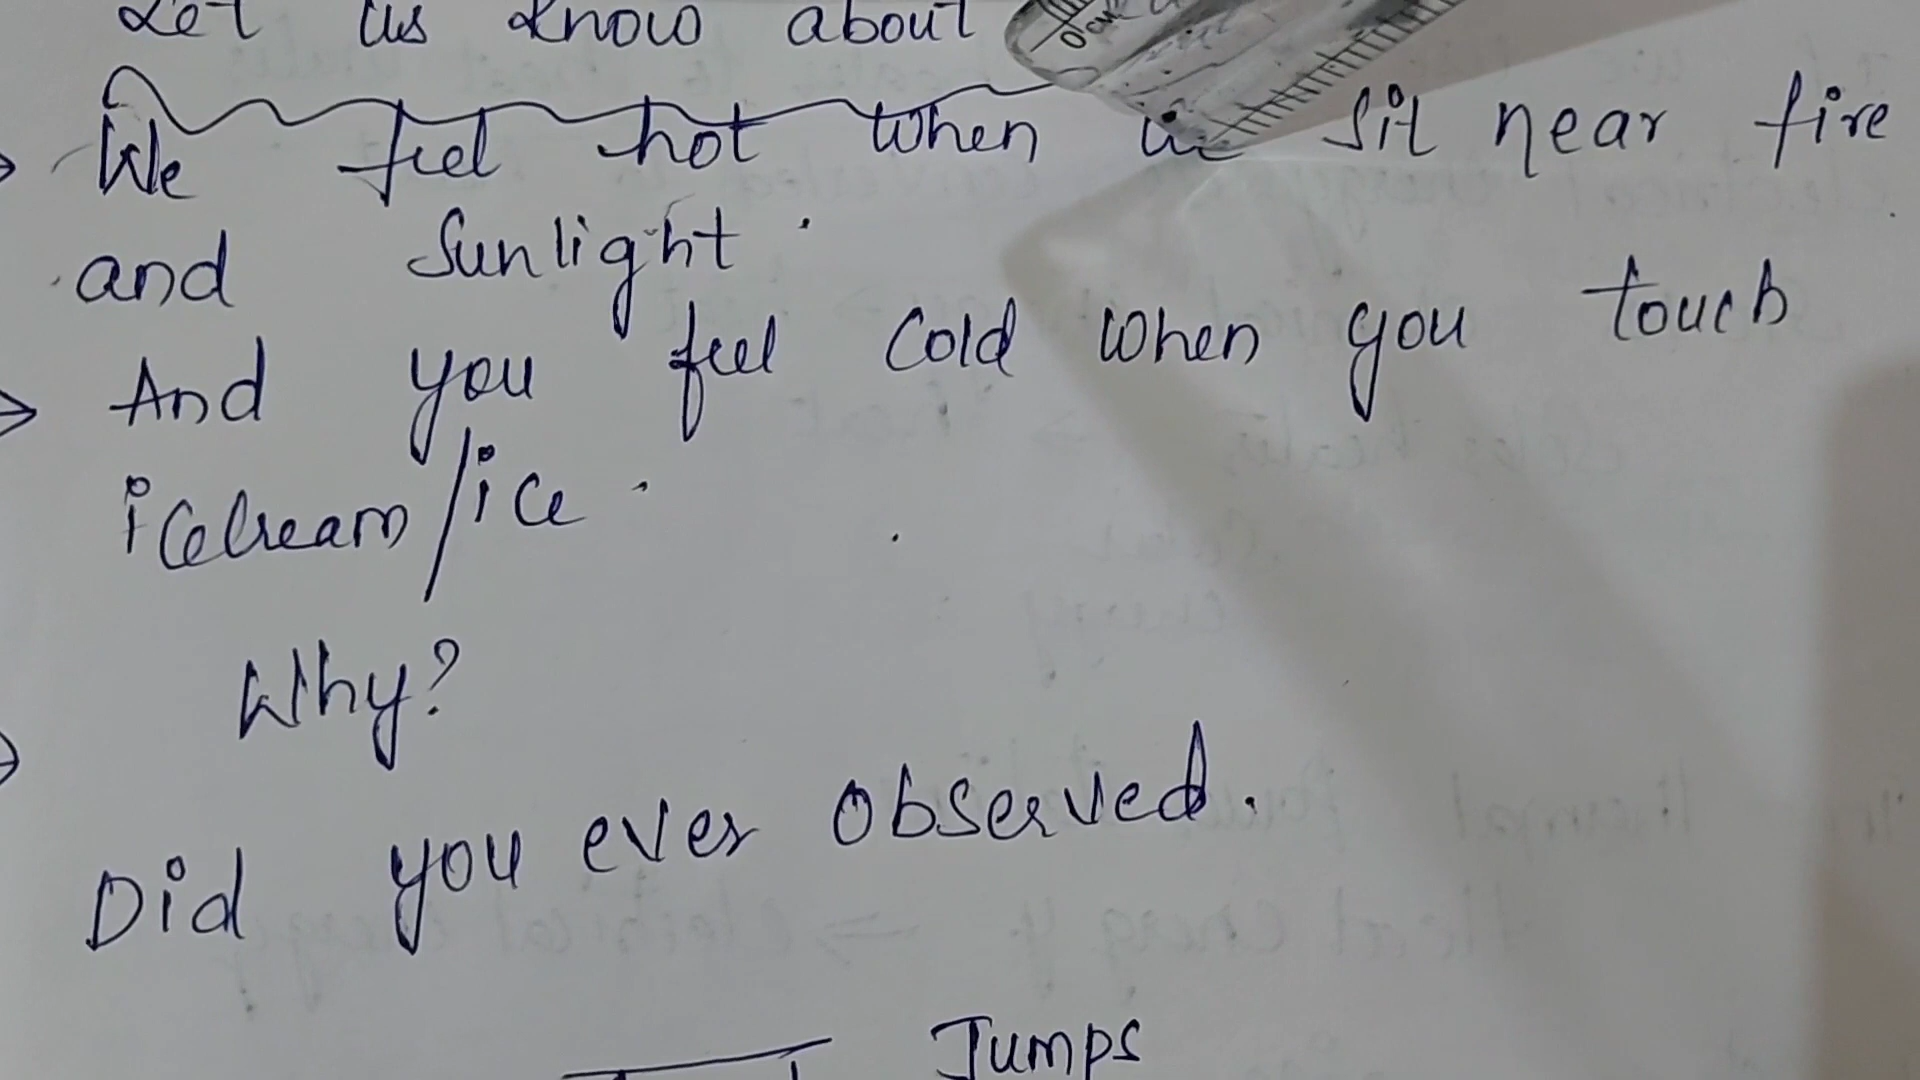 Let us know about
→ We feel hot when we sit near fire
and sunlight.
→ And you feel cold when you touch
icecream/ice.
Why?
Did you ever observed.
Jumps